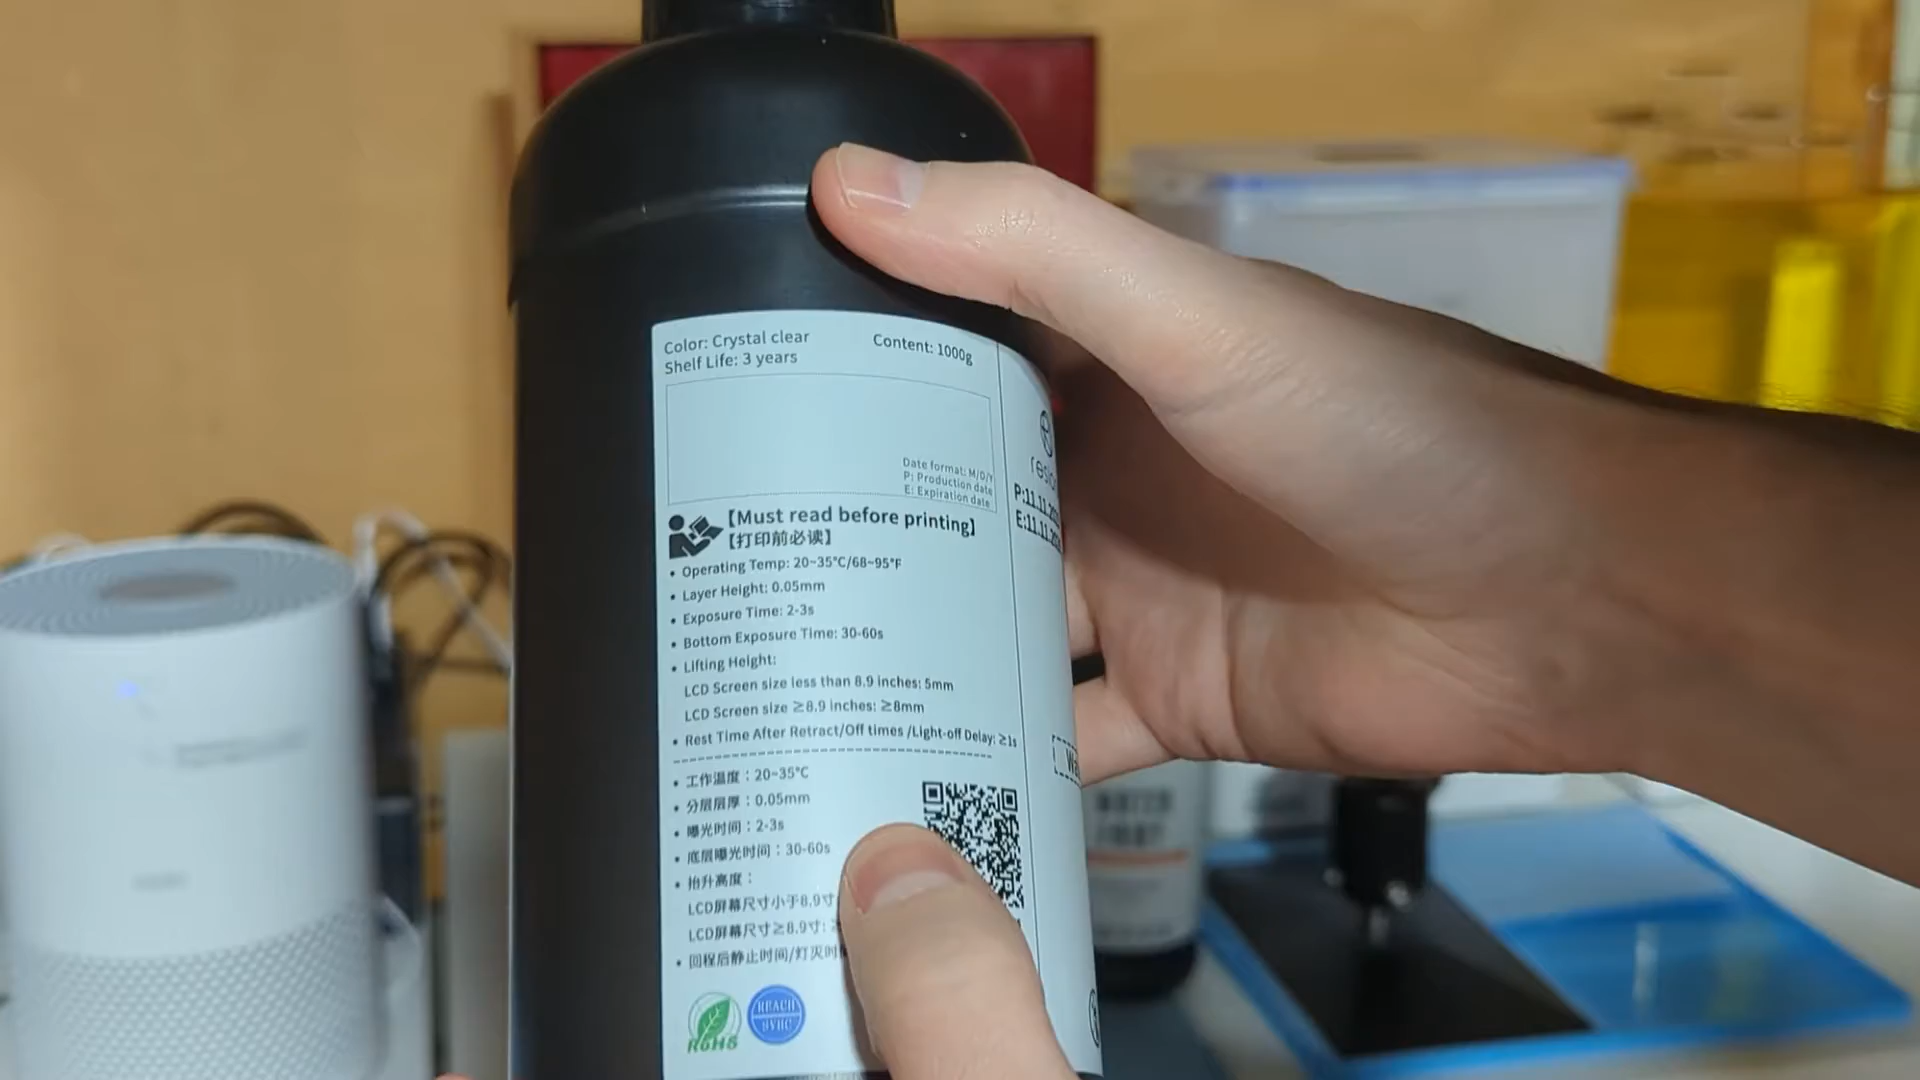 Color: Crystal clear
Content: 1000g
Shelf Life: 3 years
Date format: M/D/Y
P: Production date
E: Expiration date
【Must read before printing】
【打印前必读】
• Operating Temp: 20~35°C/68~95°F
• Layer Height: 0.05mm
• Exposure Time: 2-3s
• Bottom Exposure Time: 30-60s
• Lifting Height:
LCD Screen size less than 8.9 inches: 5mm
LCD Screen size ≥8.9 inches: ≥8mm
• Rest Time After Retract/Off times /Light-off Delay: ≥1s
• 工作温度：20~35°C
• 分层层厚：0.05mm
• 曝光时间：2-3s
• 底层曝光时间：30-60s
• 抬升高度：
LCD屏幕尺寸小于8.9寸
LCD屏幕尺寸≥8.9寸:
• 回程后静止时间/灯灭时
RoHS
REACH
SVHC
P:11.11.20
E:11.11.20